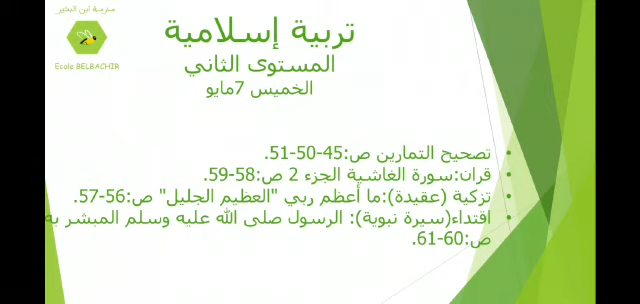 مدرسة ابن البخير
Ecole BELBACHIR
تربية إسلامية
المستوى الثاني
الخميس 7مايو
تصحيح التمارين ص:45-50-51.
قران:سورة الغاشية الجزء 2 ص:58-59.
تزكية (عقيدة):ما أعظم ربي "العظيم الجليل" ص:56-57.
اقتداء(سيرة نبوية): الرسول صلى الله عليه وسلم المبشر به
ص:60-61.